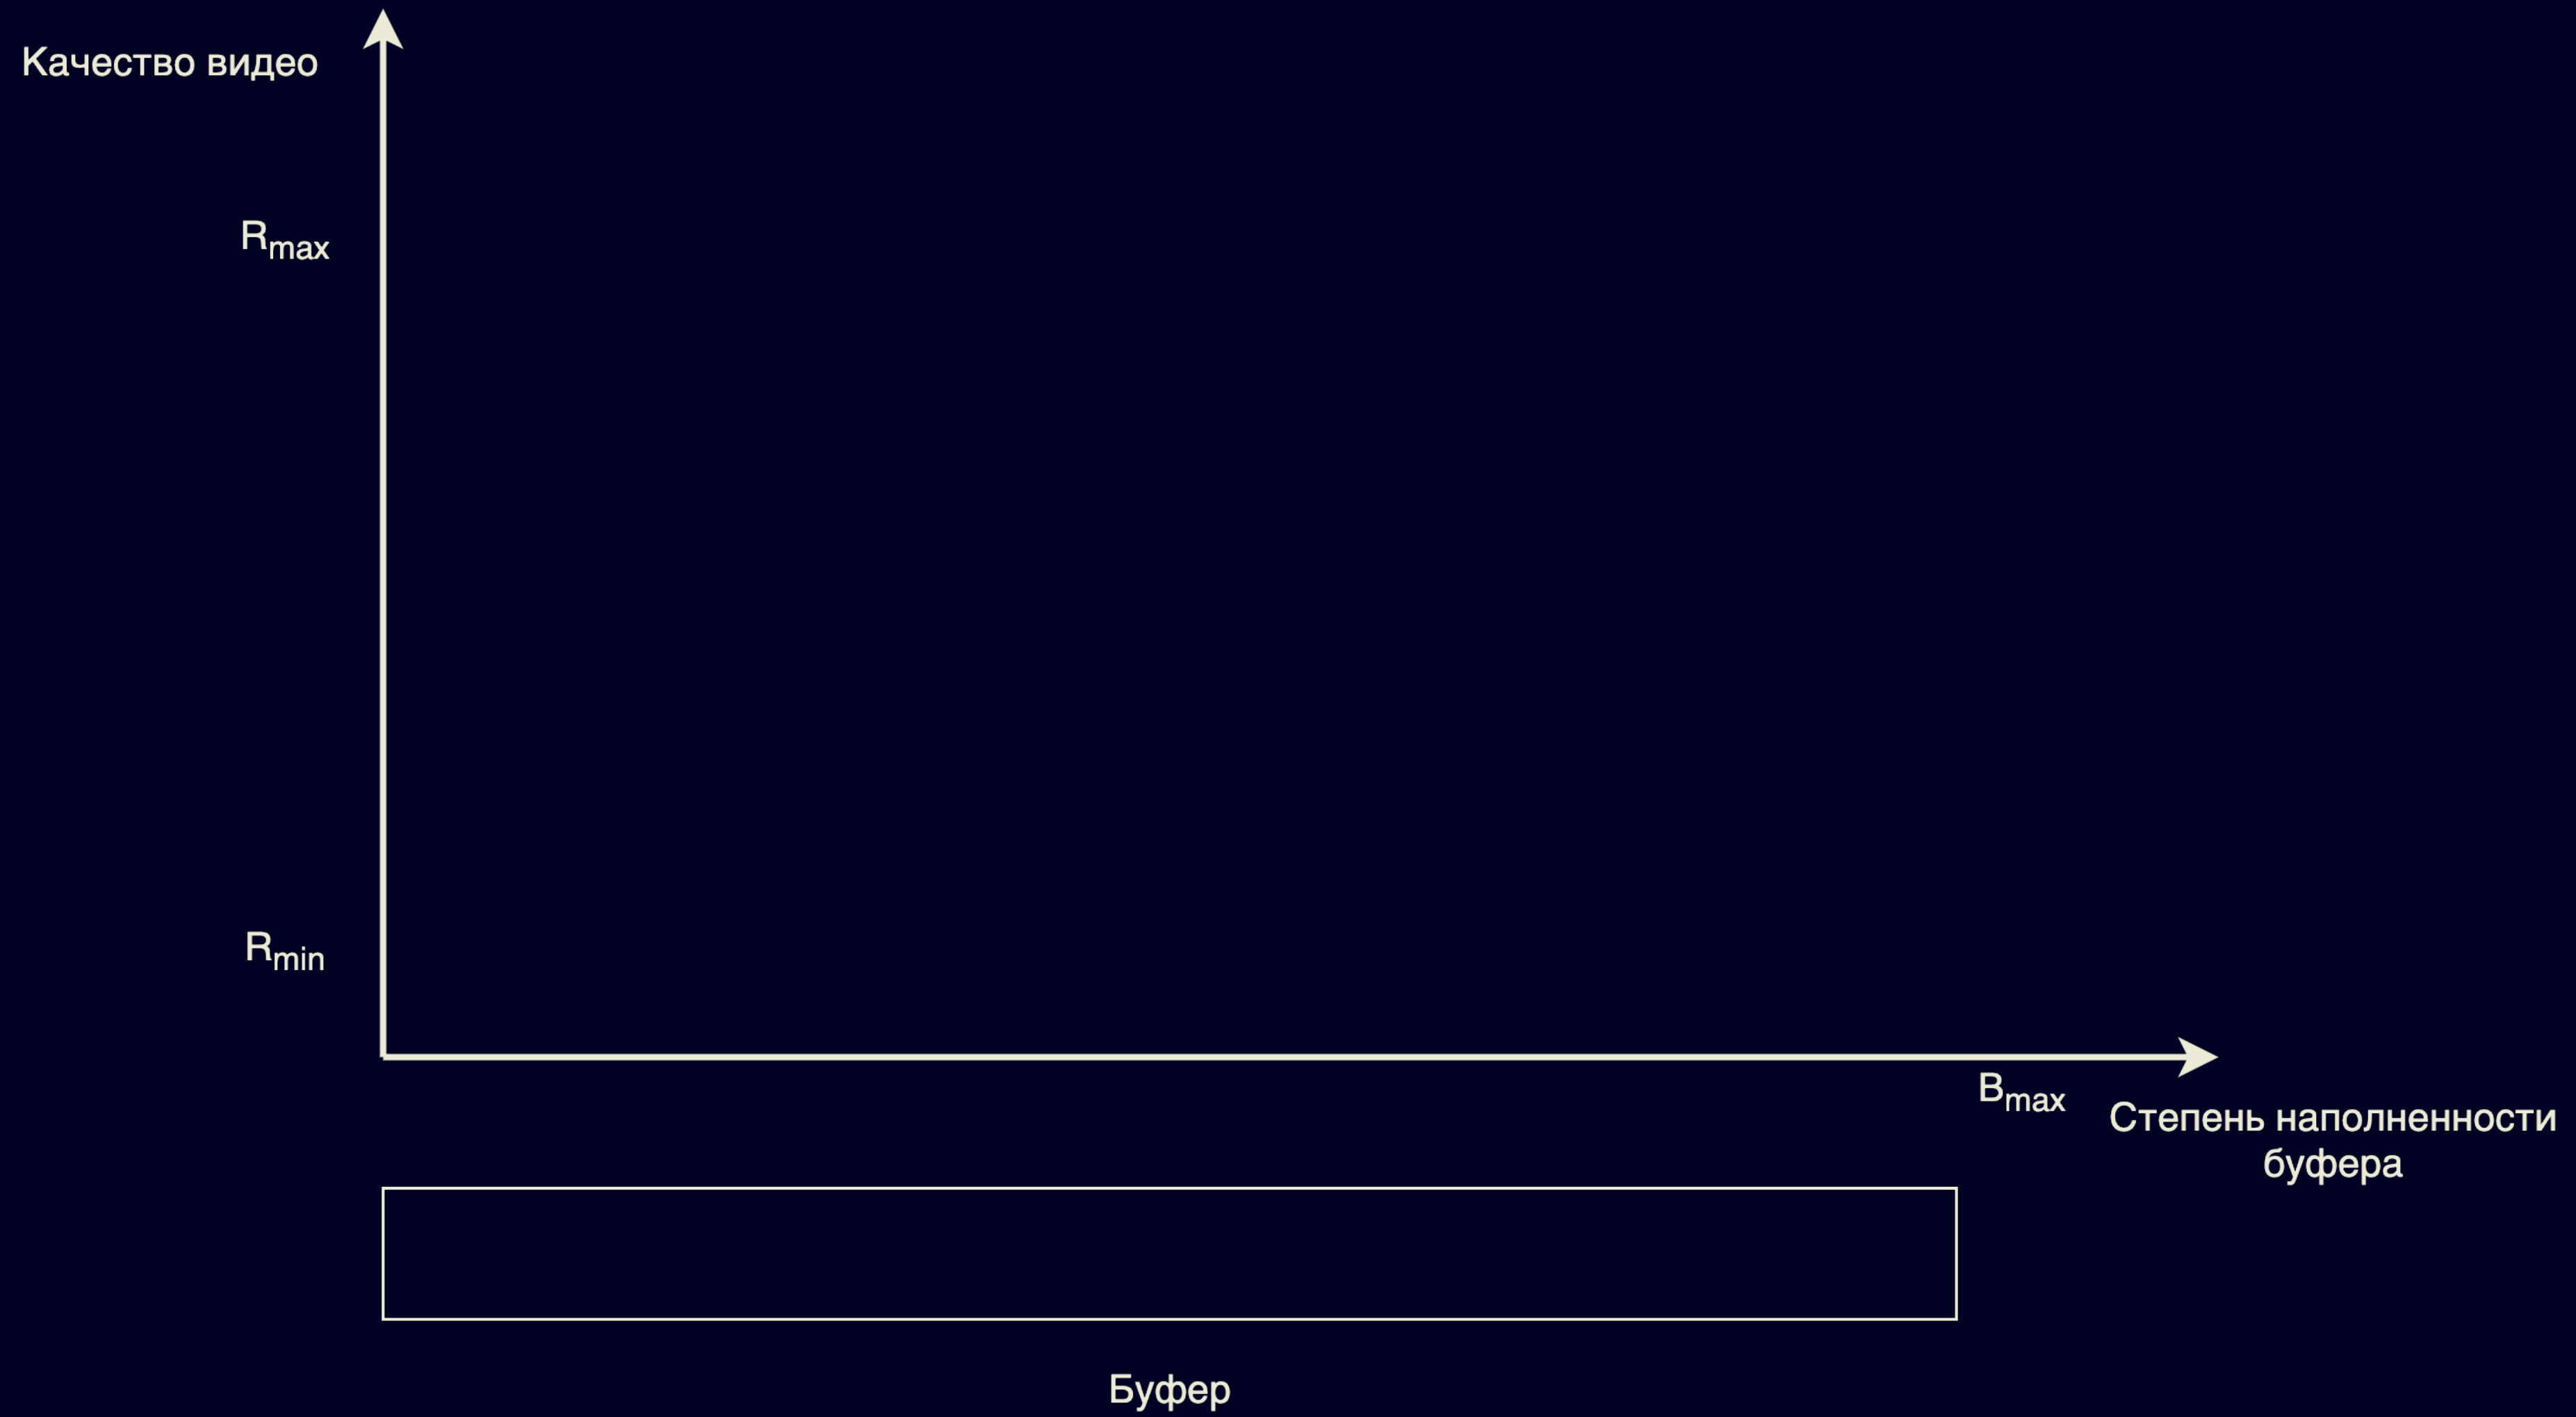 Качество видео
Rmax
Rmin
Bmax
Степень наполненности
буфера
Буфер